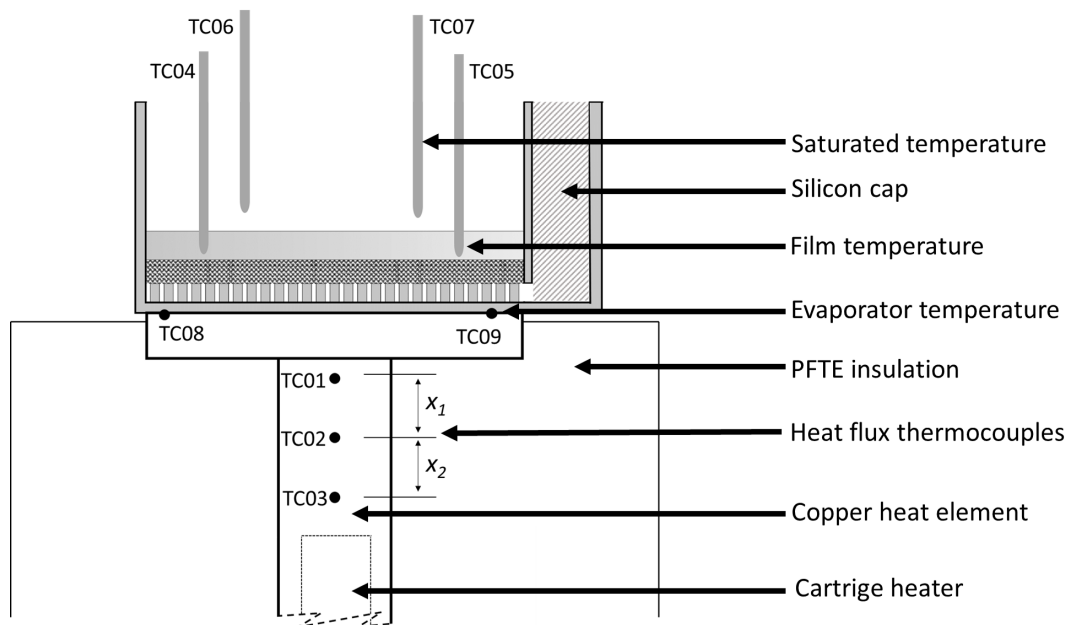 TC06
TC07
TC04
TC05
Saturated temperature
Silicon cap
Film temperature
Evaporator temperature
TC08
TC09
PFTE insulation
TC01
x1
TC02
Heat flux thermocouples
x2
TC03
Copper heat element
Cartrige heater